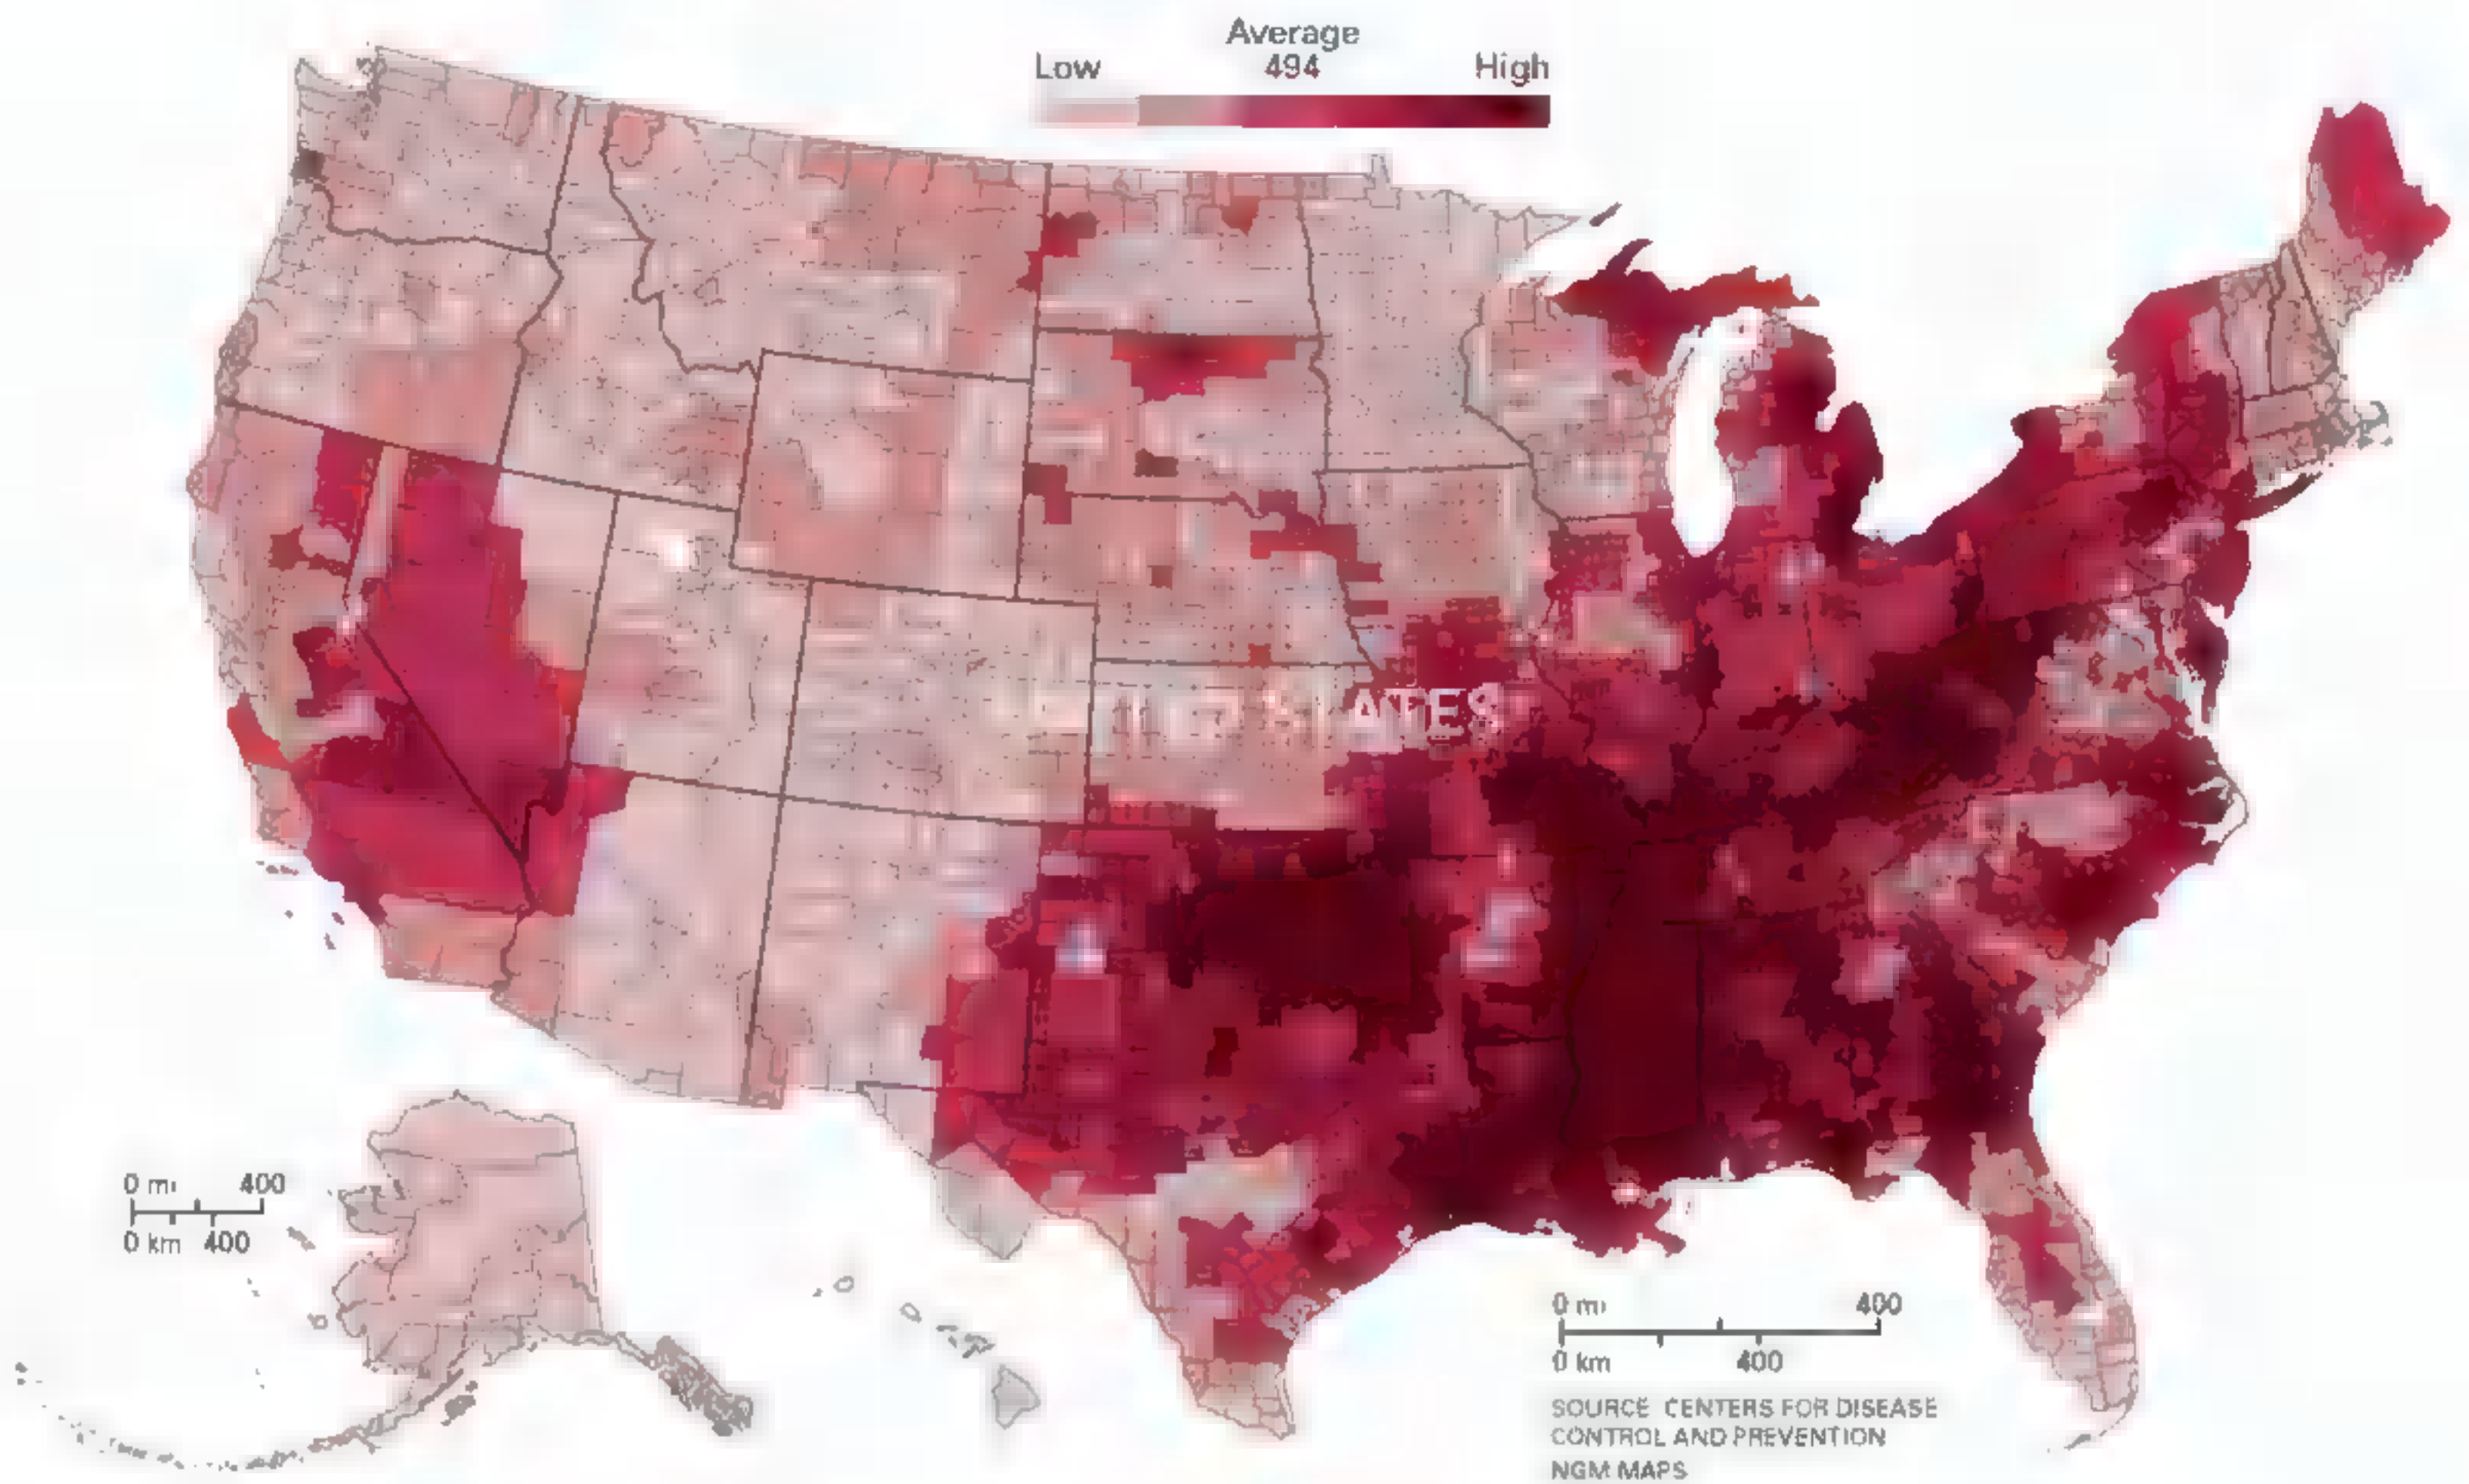 Average
Low 494 High
STATES
0 mi 400
0 km 400
0 mi 400
0 km 400
SOURCE CENTERS FOR DISEASE
CONTROL AND PREVENTION
NGM MAPS